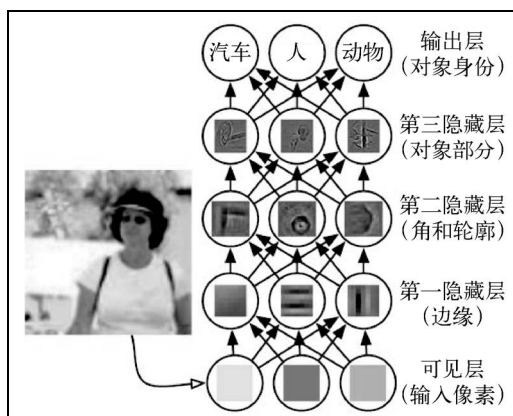 汽车 人 动物
输出层
(对象身份)
第三隐藏层
(对象部分)
第二隐藏层
(角和轮廓)
第一隐藏层
(边缘)
可见层
(输入像素)